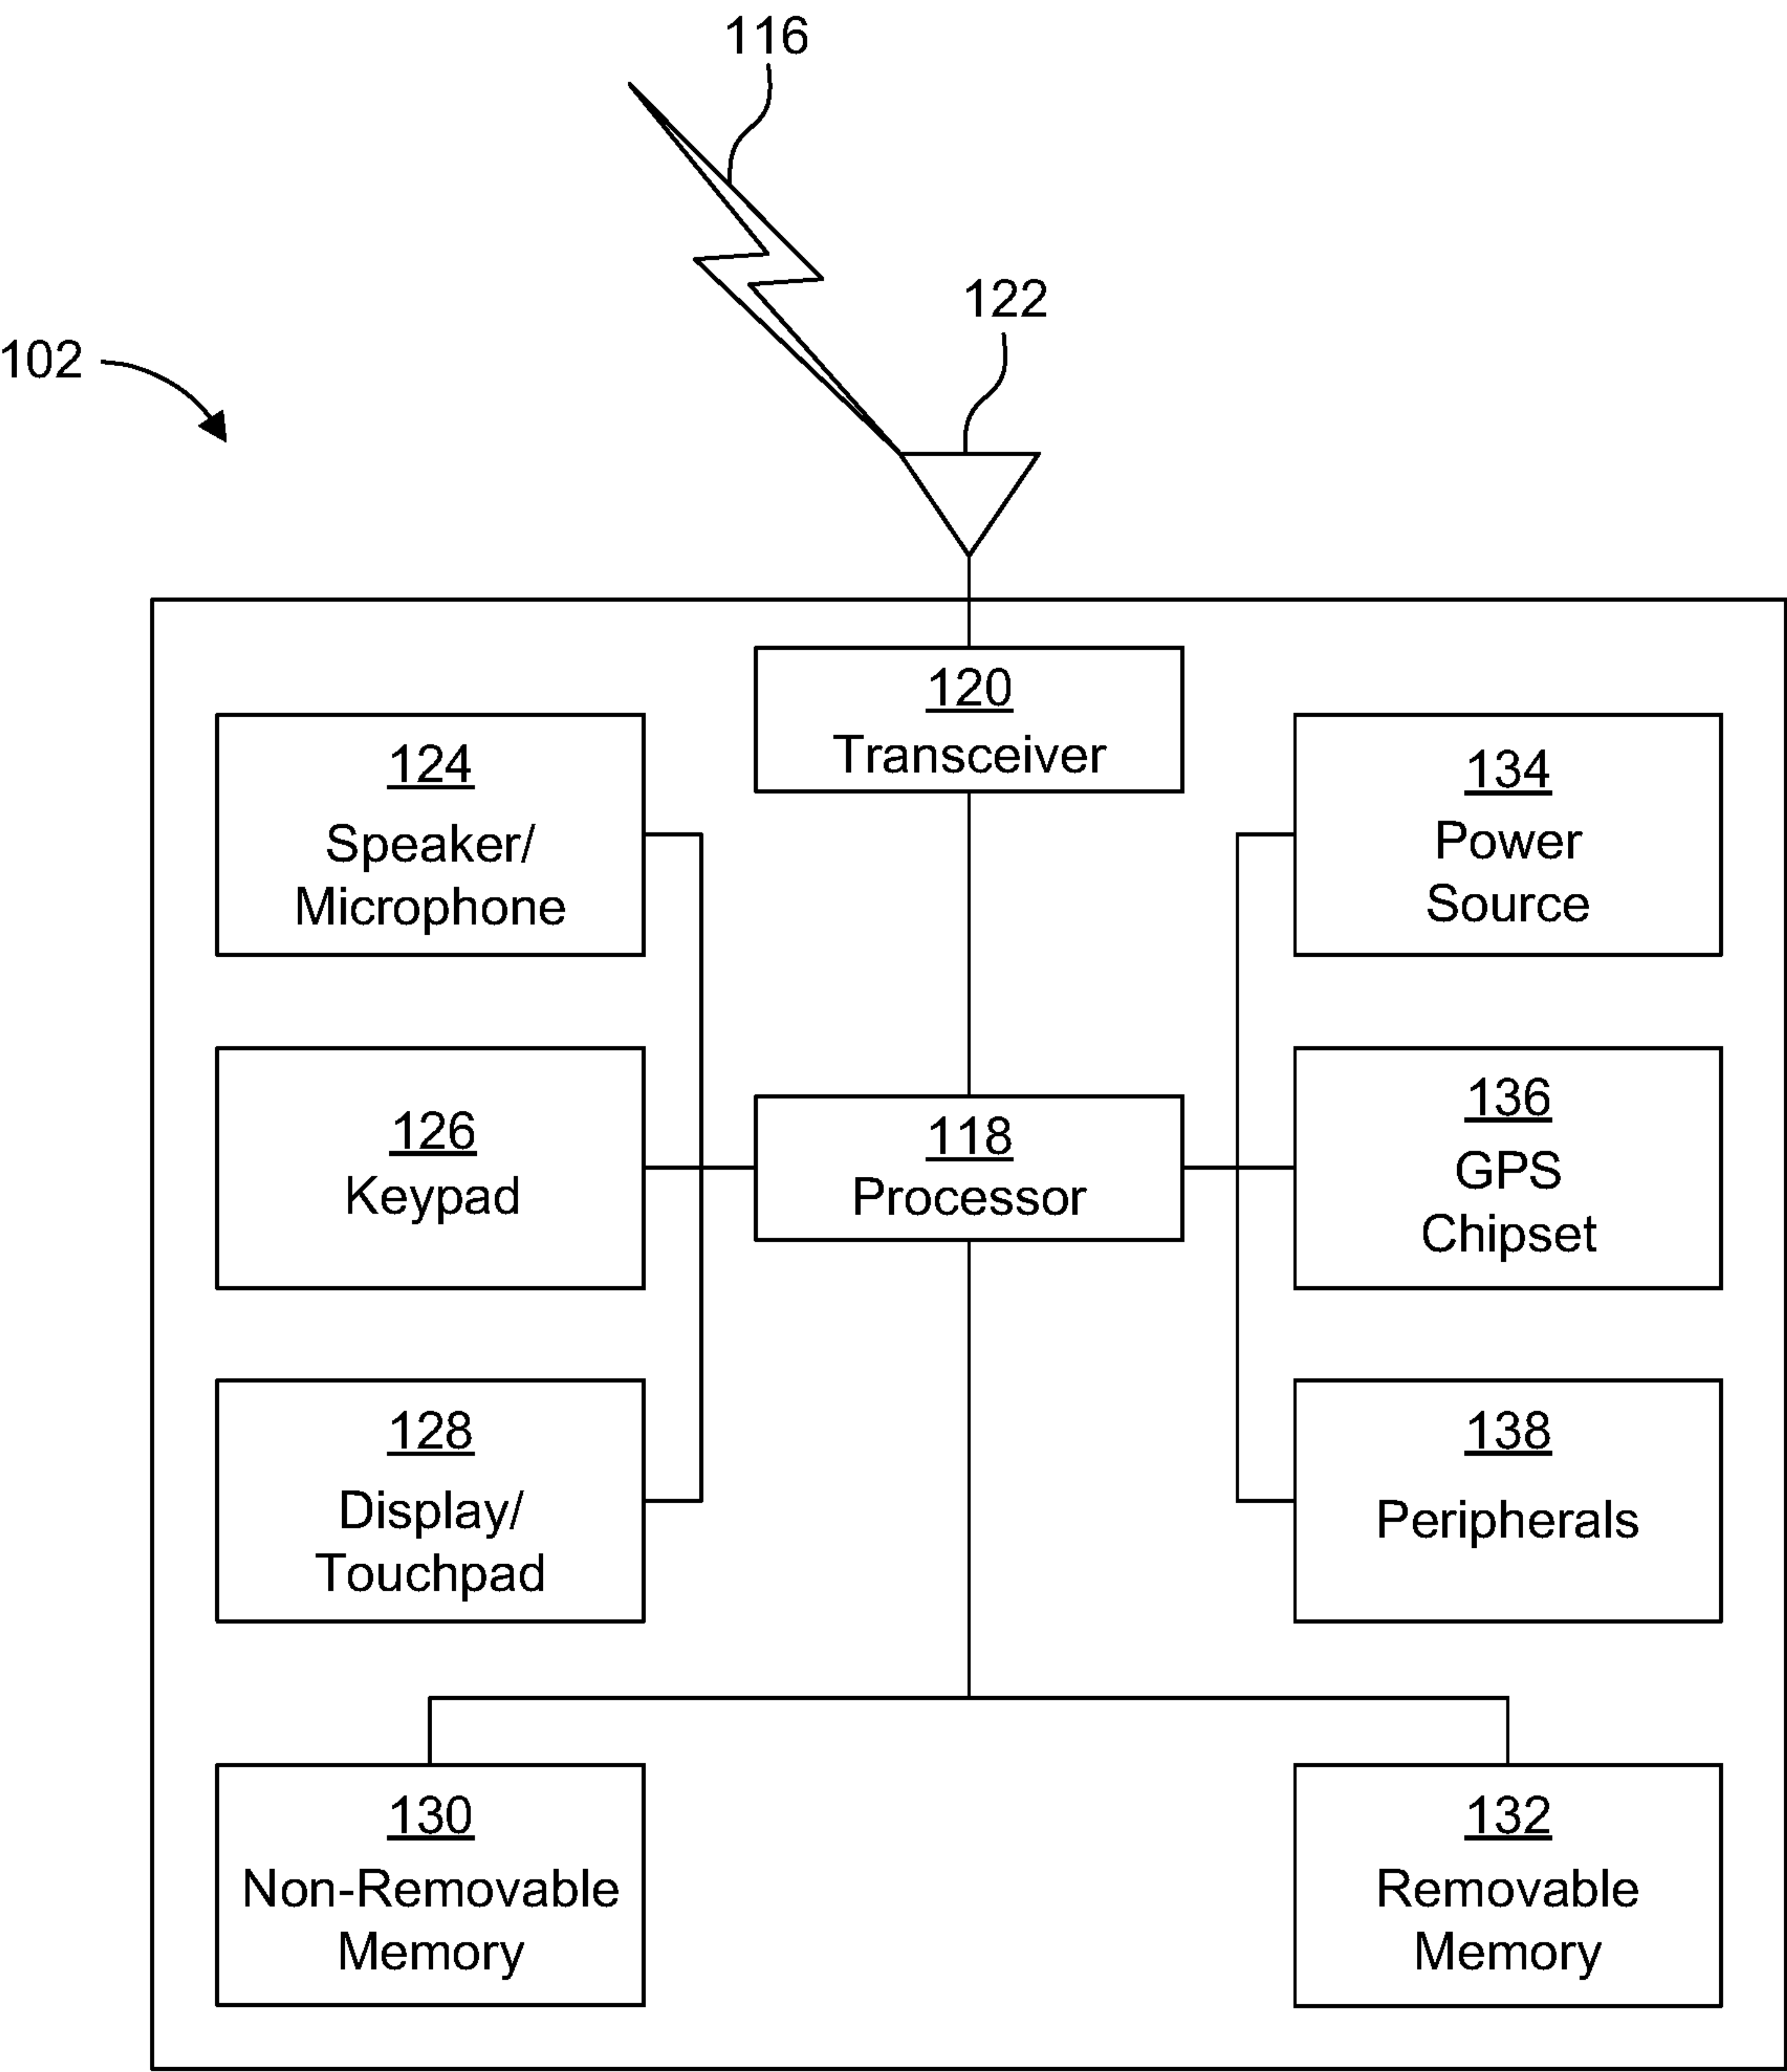 116
122
102
120
Transceiver
124
Speaker/
Microphone
134
Power
Source
126
Keypad
118
Processor
136
GPS
Chipset
128
Display/
Touchpad
138
Peripherals
130
Non-Removable
Memory
132
Removable
Memory